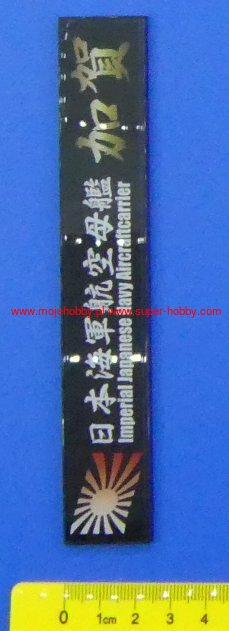 加賀
日本海軍航空母艦
Imperial Japanese Navy Aircraftcarrier
www.mojehobby.pl www.super-hobby.com
0 1cm 2 3 4